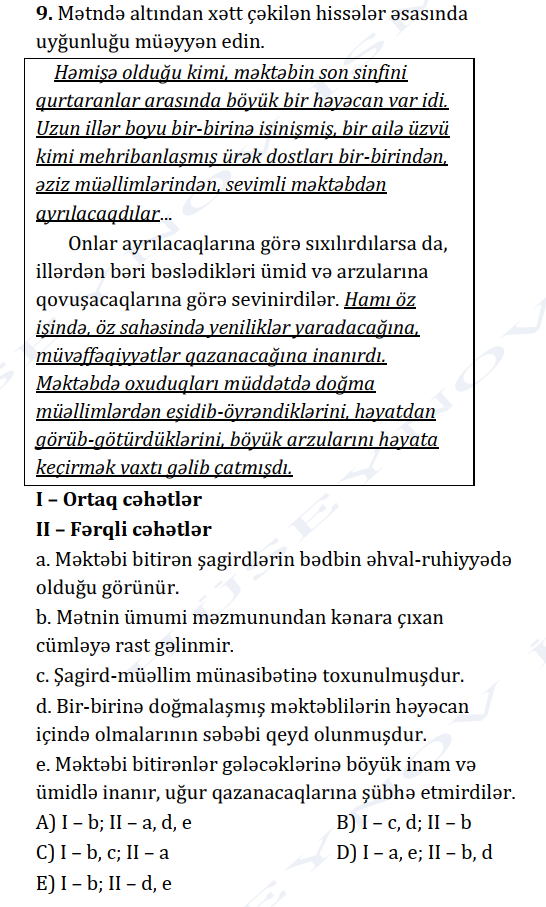 9. Mətndə altından xətt çəkilən hissələr əsasında
uyğunluğu müəyyən edin.
Həmişə olduğu kimi, məktəbin son sinfini
qurtaranlar arasında böyük bir həyəcan var idi.
Uzun illər boyu bir-birinə isinişmiş, bir ailə üzvü
kimi mehribanlaşmış ürək dostları bir-birindən,
əziz müəllimlərindən, sevimli məktəbdən
ayrılacaqdılar...
Onlar ayrılacaqlarına görə sıxılırdılarsa da,
illərdən bəri bəslədikləri ümid və arzularına
qovuşacaqlarına görə sevinirdilər. Hamı öz
işində, öz sahəsində yeniliklər yaradacağına,
müvəffəqiyyətlər qazanacağına inanırdı.
Məktəbdə oxuduqları müddətdə doğma
müəllimlərdən eşidib-öyrəndiklərini, həyatdan
görüb-götürdüklərini, böyük arzularını həyata
keçirmək vaxtı gəlib çatmışdı.
I – Ortaq cəhətlər
II – Fərqli cəhətlər
a. Məktəbi bitirən şagirdlərin bədbin əhval-ruhiyyədə
olduğu görünür.
b. Mətnin ümumi məzmunundan kənara çıxan
cümləyə rast gəlinmir.
c. Şagird-müəllim münasibətinə toxunulmuşdur.
d. Bir-birinə doğmalaşmış məktəblilərin həyəcan
içində olmalarının səbəbi qeyd olunmuşdur.
e. Məktəbi bitirənlər gələcəklərinə böyük inam və
ümidlə inanır, uğur qazanacaqlarına şübhə etmirdilər.
A) I – b; II – a, d, e B) I – c, d; II – b
C) I – b, c; II – a D) I – a, e; II – b, d
E) I – b; II – d, e